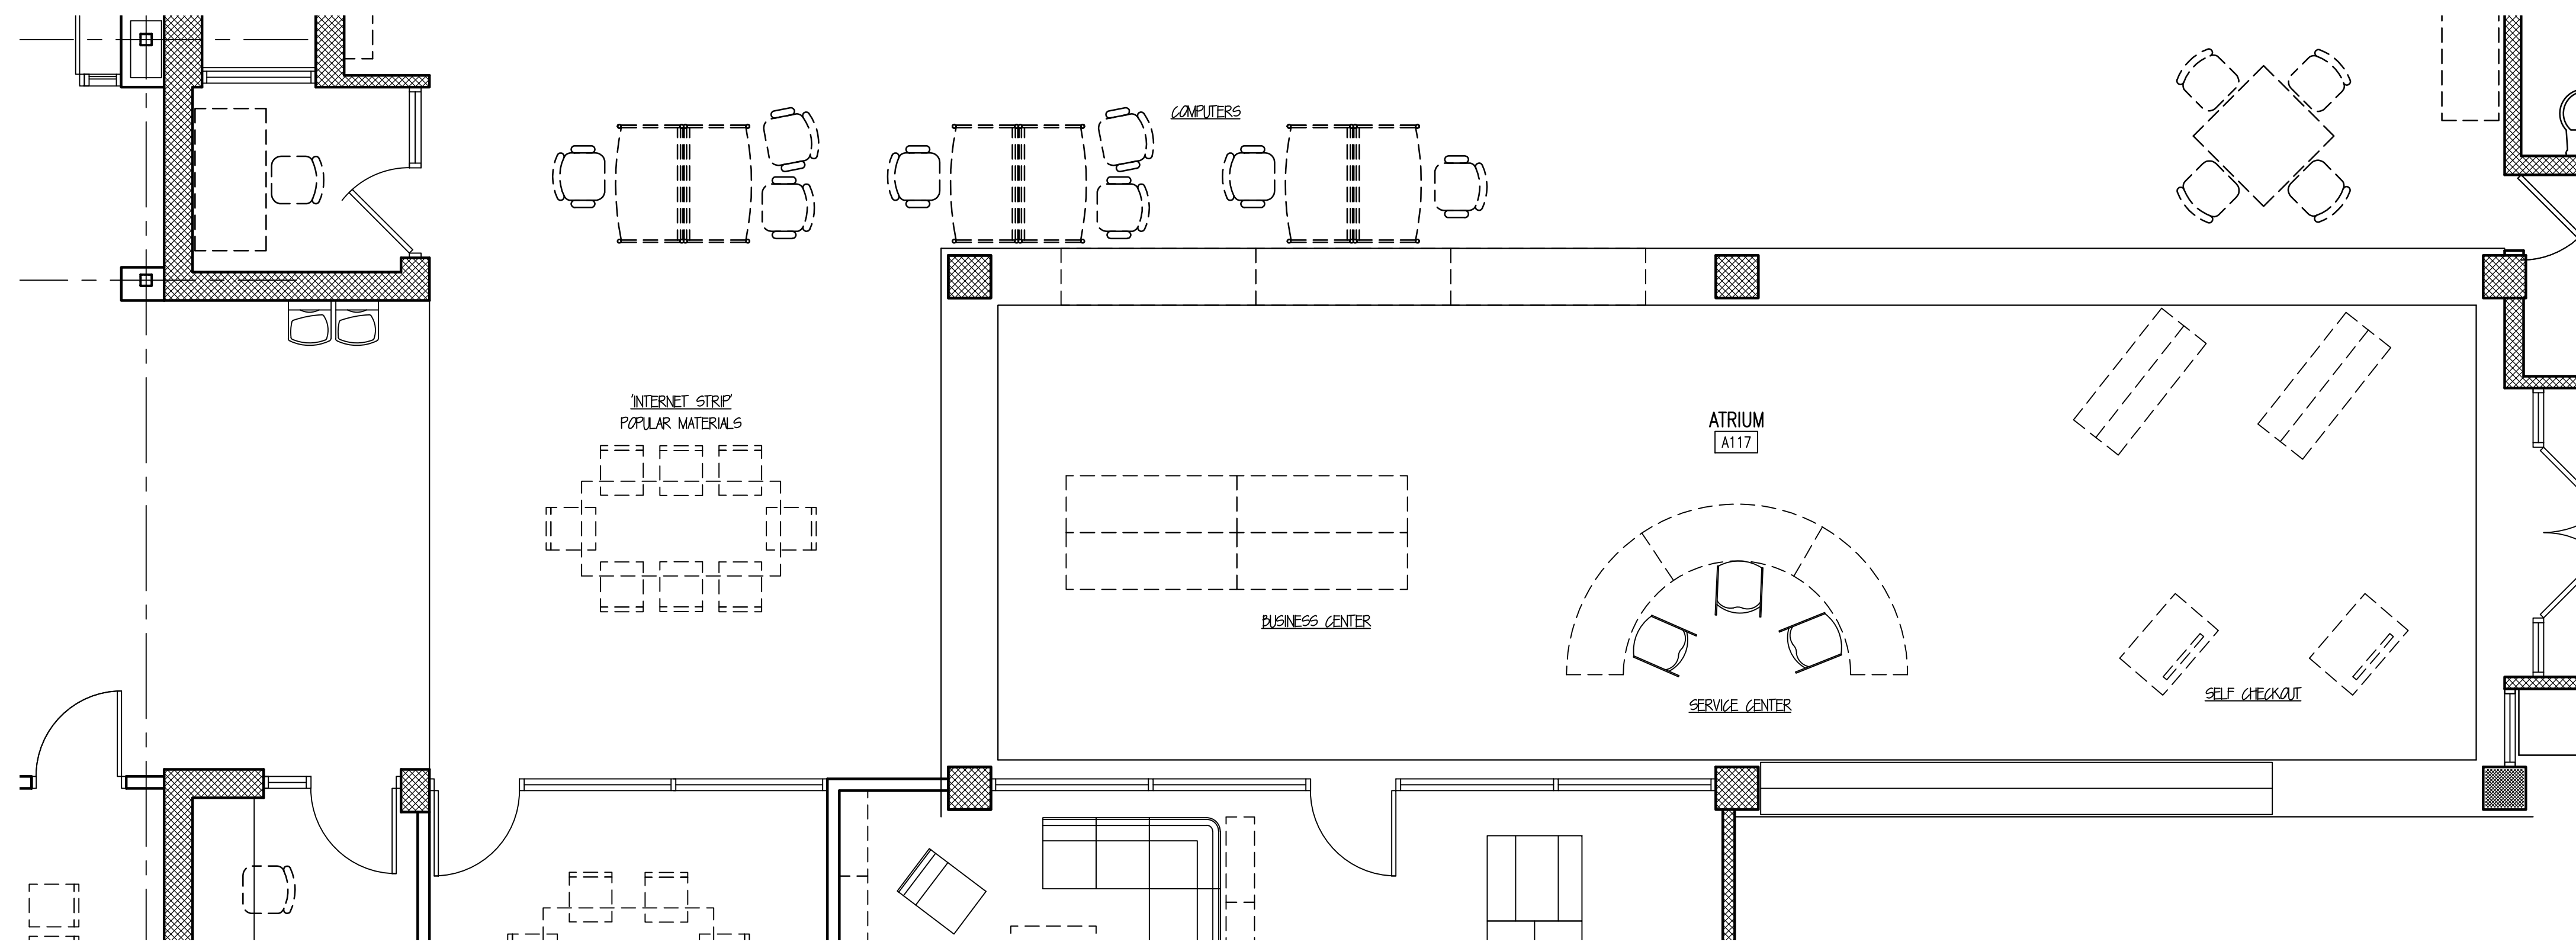 COMPUTERS
'INTERNET STRIP'
POPULAR MATERIALS
ATRIUM
A117
BUSINESS CENTER
SERVICE CENTER
SELF CHECKOUT